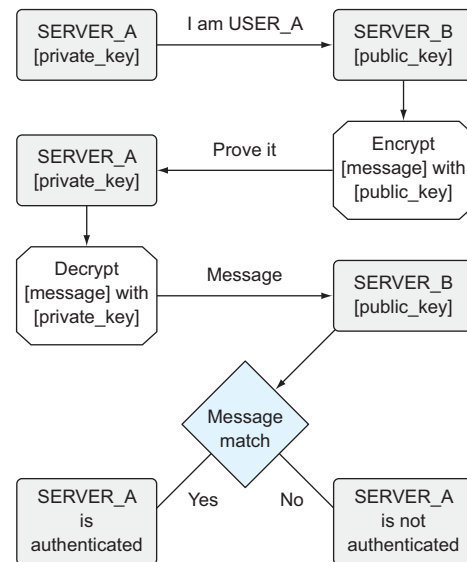 SERVER_A
[private_key]
I am USER_A
SERVER_B
[public_key]
Encrypt
[message] with
[public_key]
Prove it
SERVER_A
[private_key]
Decrypt
[message] with
[private_key]
Message
SERVER_B
[public_key]
Message
match
Yes
No
SERVER_A
is
authenticated
SERVER_A
is not
authenticated